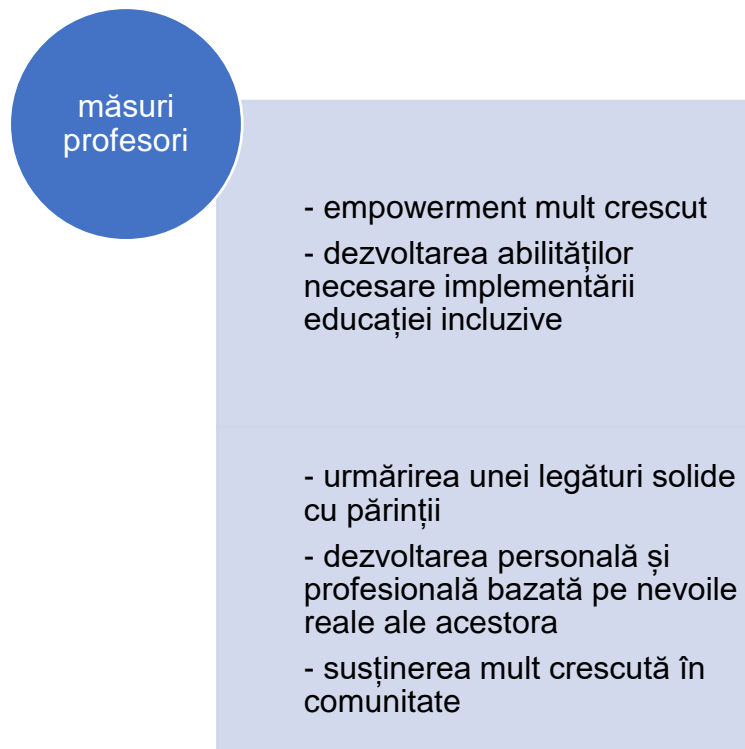 măsuri
profesori
- empowerment mult crescut
- dezvoltarea abilităților
necesare implementării
educației incluzive
- urmărirea unei legături solide
cu părinții
- dezvoltarea personală și
profesională bazată pe nevoile
reale ale acestora
- susținerea mult crescută în
comunitate